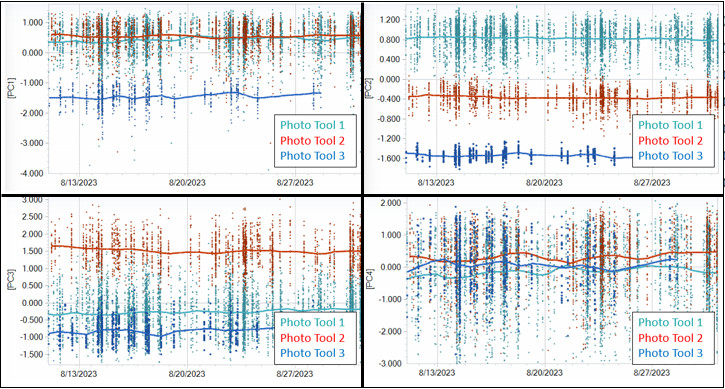 1.000
0.000
-1.000
-2.000
-3.000
-4.000
[PC1]
8/13/2023
8/20/2023
8/27/2023
Photo Tool 1
Photo Tool 2
Photo Tool 3
1.200
0.800
0.400
0.000
-0.400
-0.800
-1.200
-1.600
[PC2]
8/13/2023
8/20/2023
8/27/2023
Photo Tool 1
Photo Tool 2
Photo Tool 3
3.000
2.500
2.000
1.500
1.000
0.500
0.000
-0.500
-1.000
-1.500
[PC3]
8/13/2023
8/20/2023
8/27/2023
Photo Tool 1
Photo Tool 2
Photo Tool 3
2.000
1.000
0.000
-1.000
-2.000
-3.000
[PC4]
8/13/2023
8/20/2023
8/27/2023
Photo Tool 1
Photo Tool 2
Photo Tool 3